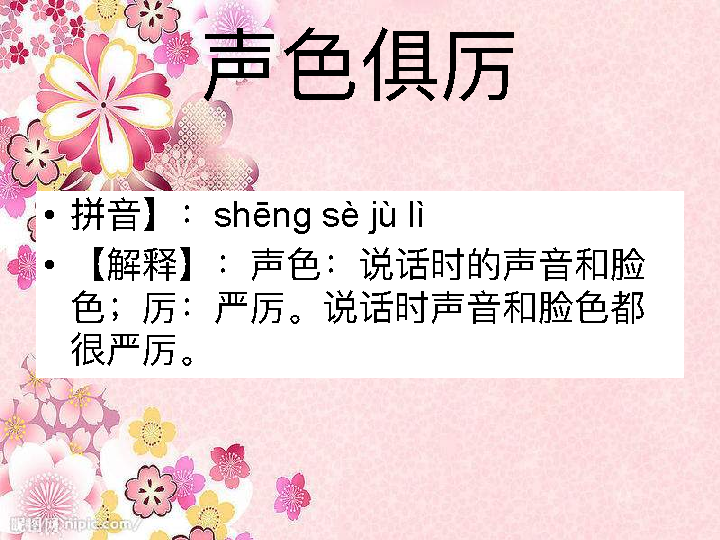 声色俱厉
• 拼音】：shēng sè jù lì
• 【解释】：声色：说话时的声音和脸
色；厉：严厉。说话时声音和脸色都
很严厉。
昵图网 nipic.com/